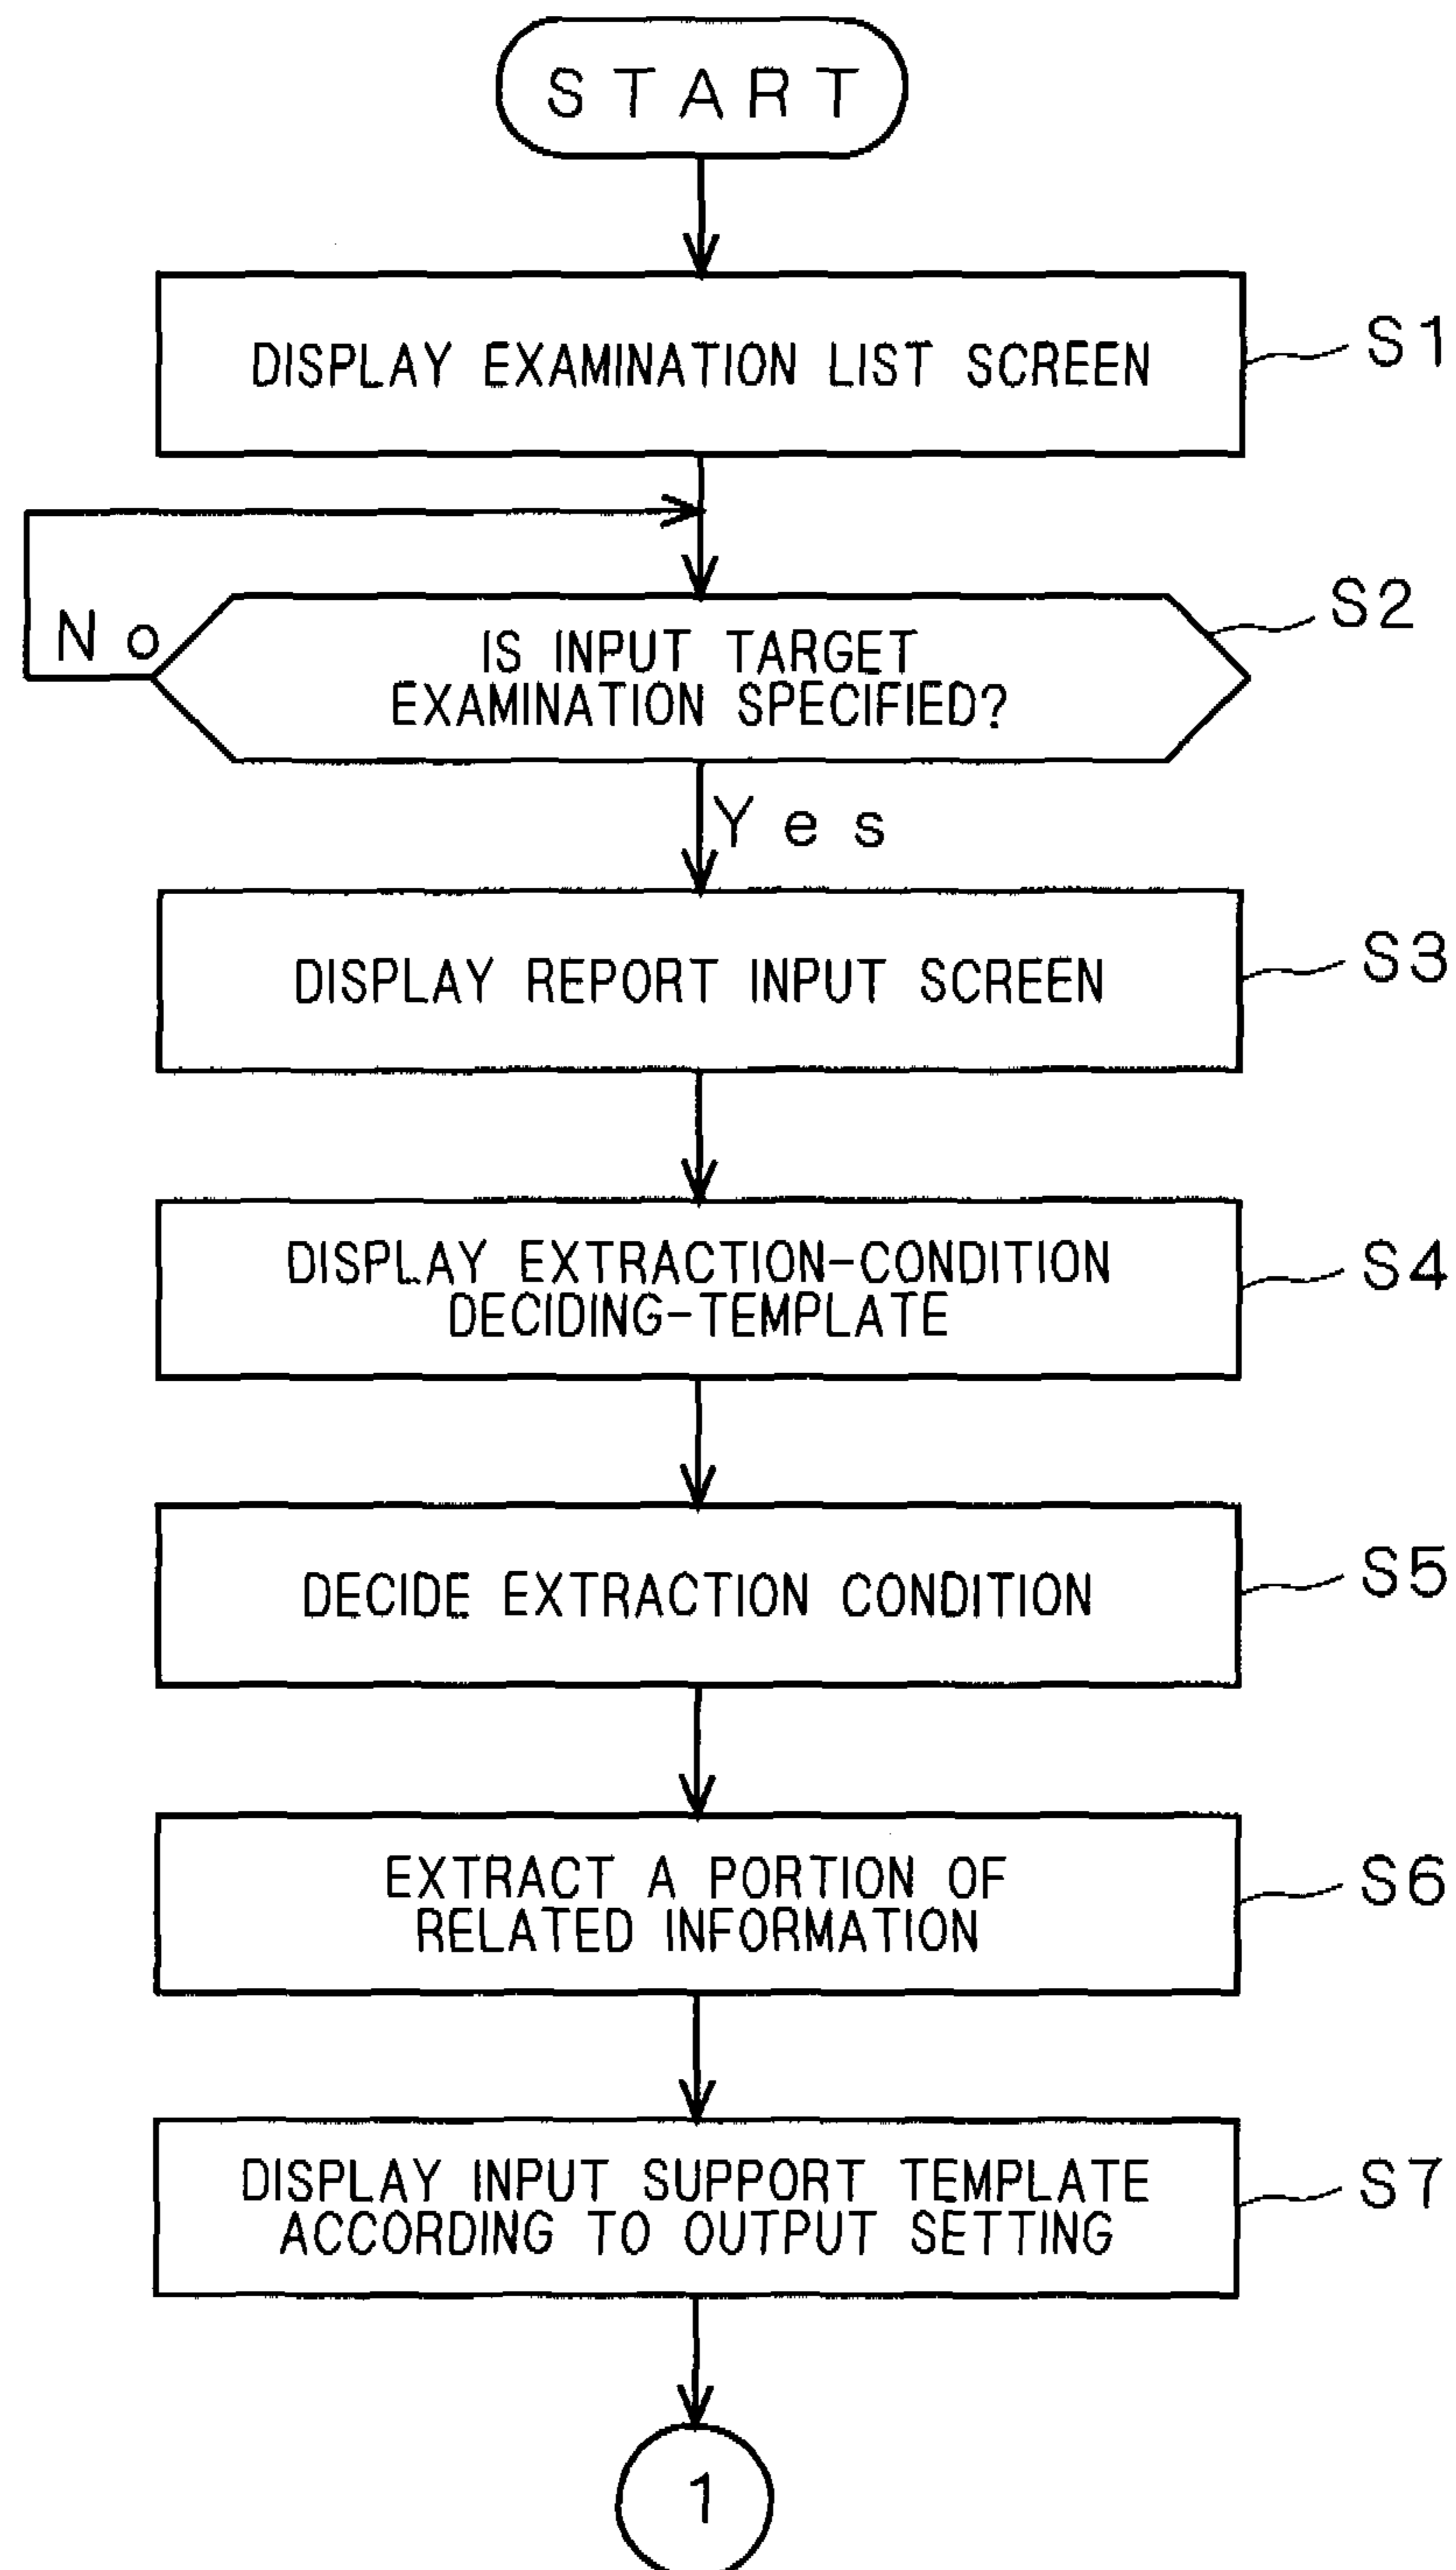 START
DISPLAY EXAMINATION LIST SCREEN
S1
No
IS INPUT TARGET
EXAMINATION SPECIFIED?
S2
Yes
DISPLAY REPORT INPUT SCREEN
S3
DISPLAY EXTRACTION-CONDITION
DECIDING-TEMPLATE
S4
DECIDE EXTRACTION CONDITION
S5
EXTRACT A PORTION OF
RELATED INFORMATION
S6
DISPLAY INPUT SUPPORT TEMPLATE
ACCORDING TO OUTPUT SETTING
S7
1